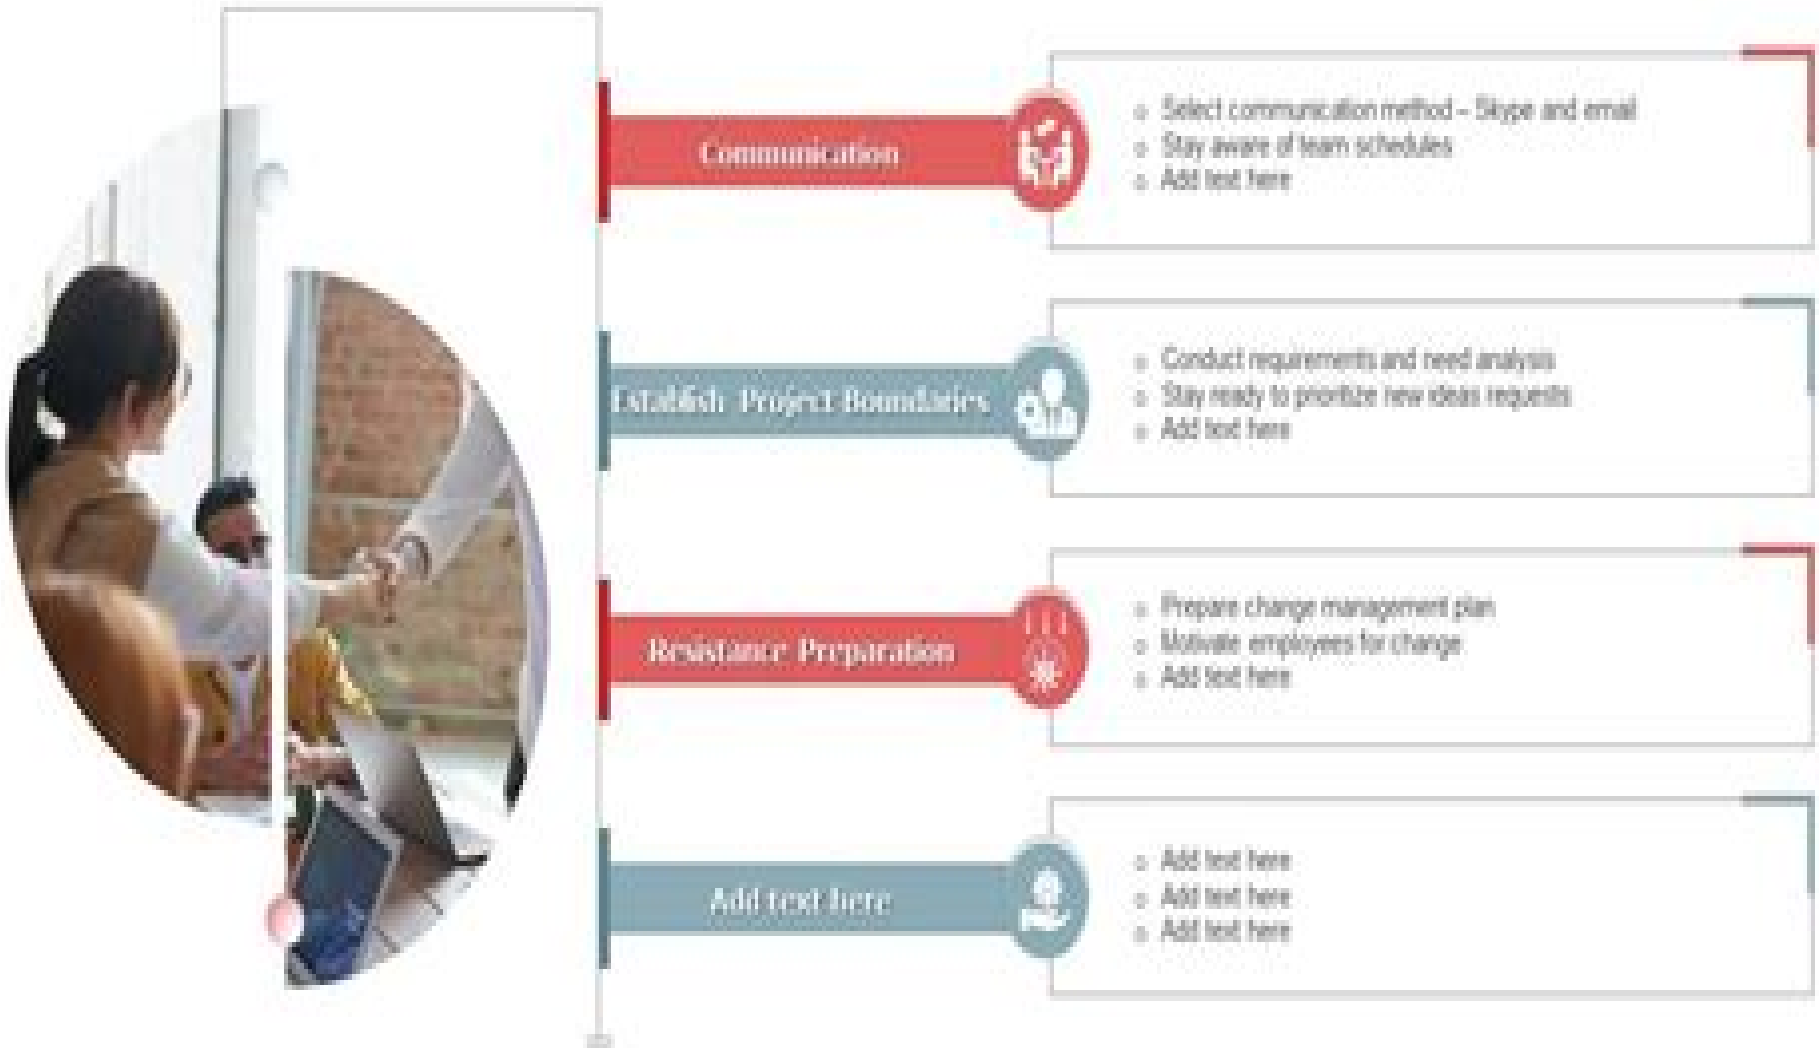 Communication
Select communication method – Skype and email
Stay aware of team schedules
Add text here
Establish Project Boundaries
Conduct requirements and need analysis
Stay ready to prioritize new ideas requests
Add text here
Resistance Preparation
Prepare change management plan
Motivate employees for change
Add text here
Add text here
Add text here
Add text here
Add text here